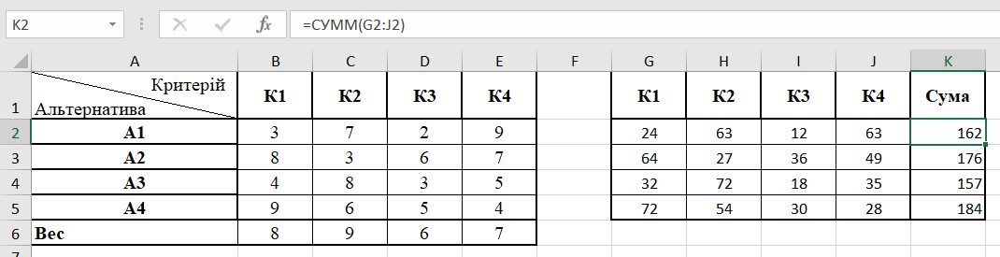 K2 =СУММ(G2:J2)
A B C D E F G H I J K
1 Критерій Альтернатива К1 К2 К3 К4 К1 К2 К3 К4 Сума
2 А1 3 7 2 9 24 63 12 63 162
3 А2 8 3 6 7 64 27 36 49 176
4 А3 4 8 3 5 32 72 18 35 157
5 А4 9 6 5 4 72 54 30 28 184
6 Вес 8 9 6 7